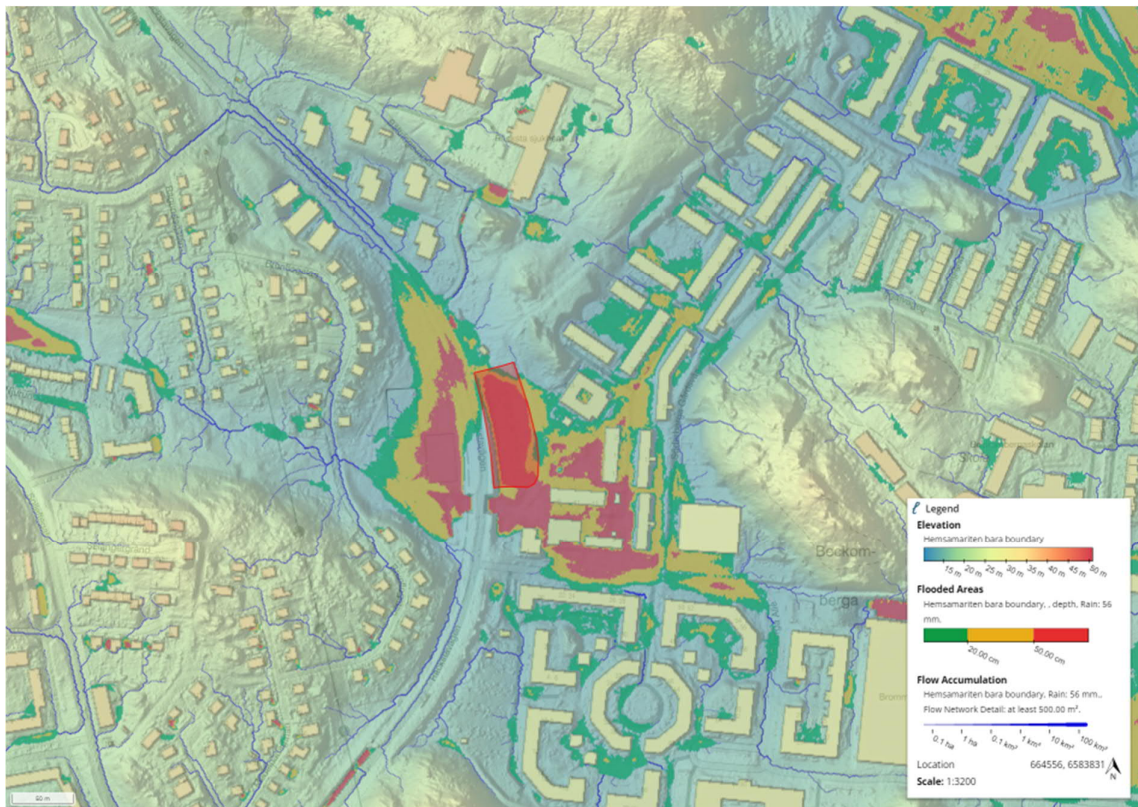 Beckom-
berga
Bromm
Legend
Elevation
Hemsamariten bara boundary
15 m 20 m 25 m 30 m 35 m 40 m 45 m 50 m
Flooded Areas
Hemsamariten bara boundary, , depth, Rain: 56
mm,
20.00 cm 50.00 cm
Flow Accumulation
Hemsamariten bara boundary, Rain: 56 mm,,
Flow Network Detail: at least 500.00 m².
0.1 ha 1 ha 0.1 km² 1 km² 10 km² 100 km²
Location 664556, 6583831
Scale: 1:3200
N
50 m